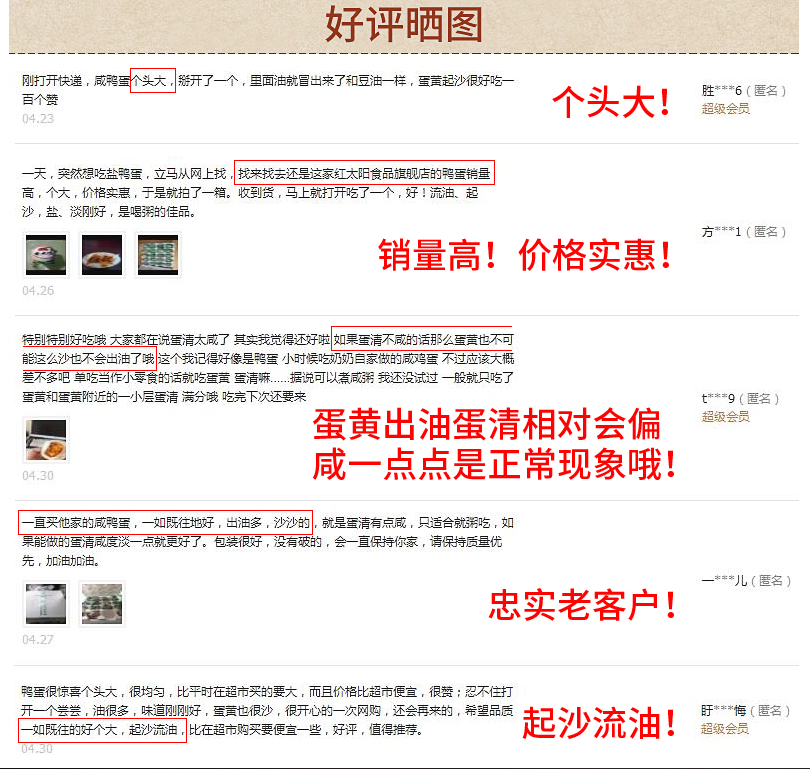 好评晒图
刚打开快递，咸鸭蛋个头大，掰开了一个，里面油就冒出来了和豆油一样，蛋黄起沙很好吃一
百个赞
04.23
个头大！
胜***6（匿名）
超级会员
一天，突然想吃盐鸭蛋，立马从网上找，找来找去还是这家红太阳食品旗舰店的鸭蛋销量
高，个大，价格实惠，于是就拍了一箱。收到货，马上就打开吃了一个，好！流油、起
沙，盐、淡刚好，是喝粥的佳品。
04.26
销量高！价格实惠！
方***1（匿名）
特别特别好吃哦 大家都在说蛋清太咸了 其实我觉得还好啦 如果蛋清不咸的话那么蛋黄也不可
能这么沙也不会出油了哦 这个我记得好像是鸭蛋 小时候吃奶奶自家做的咸鸡蛋 不过应该大概
差不多吧 单吃当作小零食的话就吃蛋黄 蛋清嘛......据说可以煮咸粥 我还没试过 一般就只吃了
蛋黄和蛋黄附近的一小层蛋清 满分哦 吃完下次还要来
04.30
蛋黄出油蛋清相对会偏
咸一点点是正常现象哦！
t***9（匿名）
超级会员
一直买他家的咸鸭蛋，一如既往地好，出油多，沙沙的，就是蛋清有点咸，只适合就粥吃，如
果能做的蛋清咸度淡一点就更好了。包装很好，没有破的，会一直保持你家，请保持质量优
先，加油加油。
04.27
忠实老客户！
一***儿（匿名）
鸭蛋很惊喜个头大，很均匀，比平时在超市买的要大，而且价格比超市便宜，很赞；忍不住打
开一个尝尝，油很多，味道刚刚好，蛋黄也很沙，很开心的一次网购，还会再来的，希望品质
一如既往的好个大，起沙流油，比在超市购买要便宜一些，好评，值得推荐。
04.30
起沙流油！
盱***悔（匿名）
超级会员